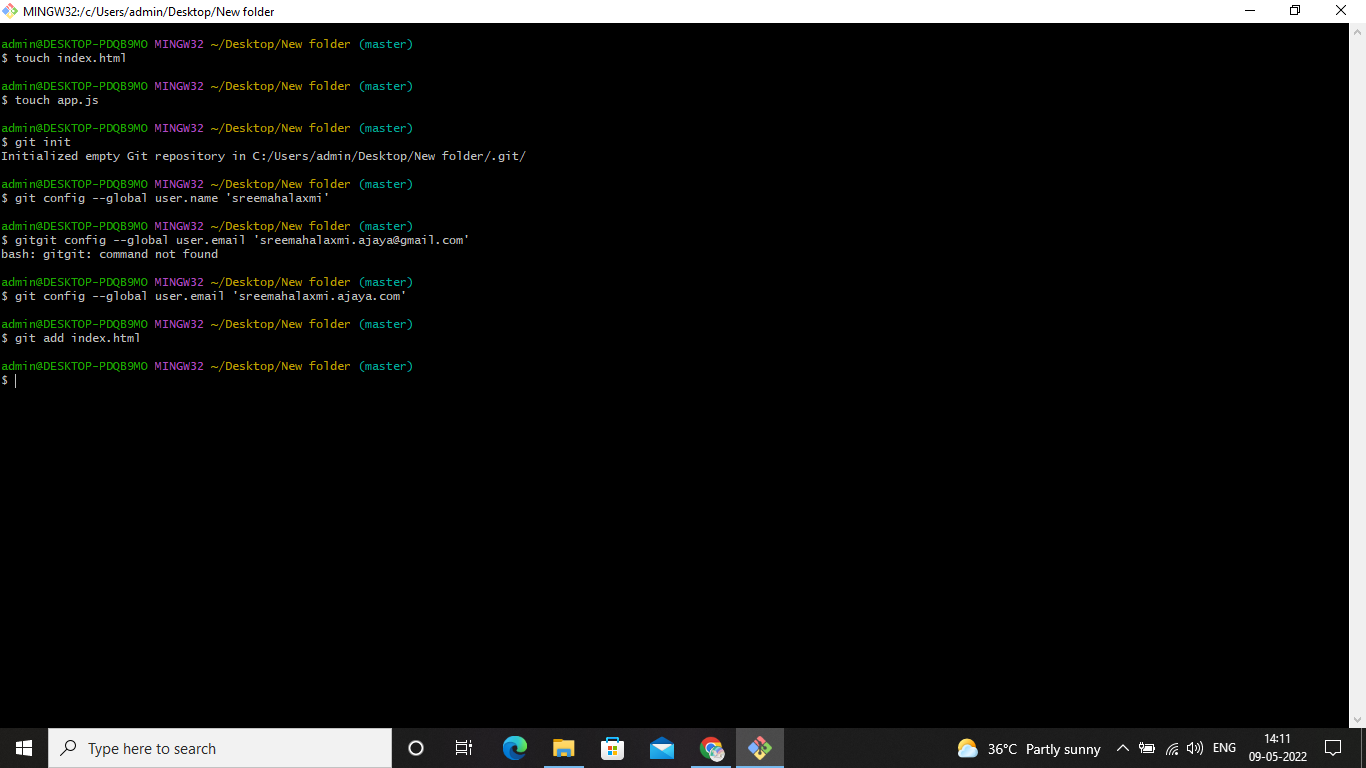 MINGW32:/c/Users/admin/Desktop/New folder
admin@DESKTOP-PDQB9MO MINGW32 ~/Desktop/New folder (master)
$ touch index.html
admin@DESKTOP-PDQB9MO MINGW32 ~/Desktop/New folder (master)
$ touch app.js
admin@DESKTOP-PDQB9MO MINGW32 ~/Desktop/New folder (master)
$ git init
Initialized empty Git repository in C:/Users/admin/Desktop/New folder/.git/
admin@DESKTOP-PDQB9MO MINGW32 ~/Desktop/New folder (master)
$ git config --global user.name 'sreemahalaxmi'
admin@DESKTOP-PDQB9MO MINGW32 ~/Desktop/New folder (master)
$ gitgit config --global user.email 'sreemahalaxmi.ajaya@gmail.com'
bash: gitgit: command not found
admin@DESKTOP-PDQB9MO MINGW32 ~/Desktop/New folder (master)
$ git config --global user.email 'sreemahalaxmi.ajaya.com'
admin@DESKTOP-PDQB9MO MINGW32 ~/Desktop/New folder (master)
$ git add index.html
admin@DESKTOP-PDQB9MO MINGW32 ~/Desktop/New folder (master)
$
Type here to search
36°C Partly sunny
ENG
14:11
09-05-2022